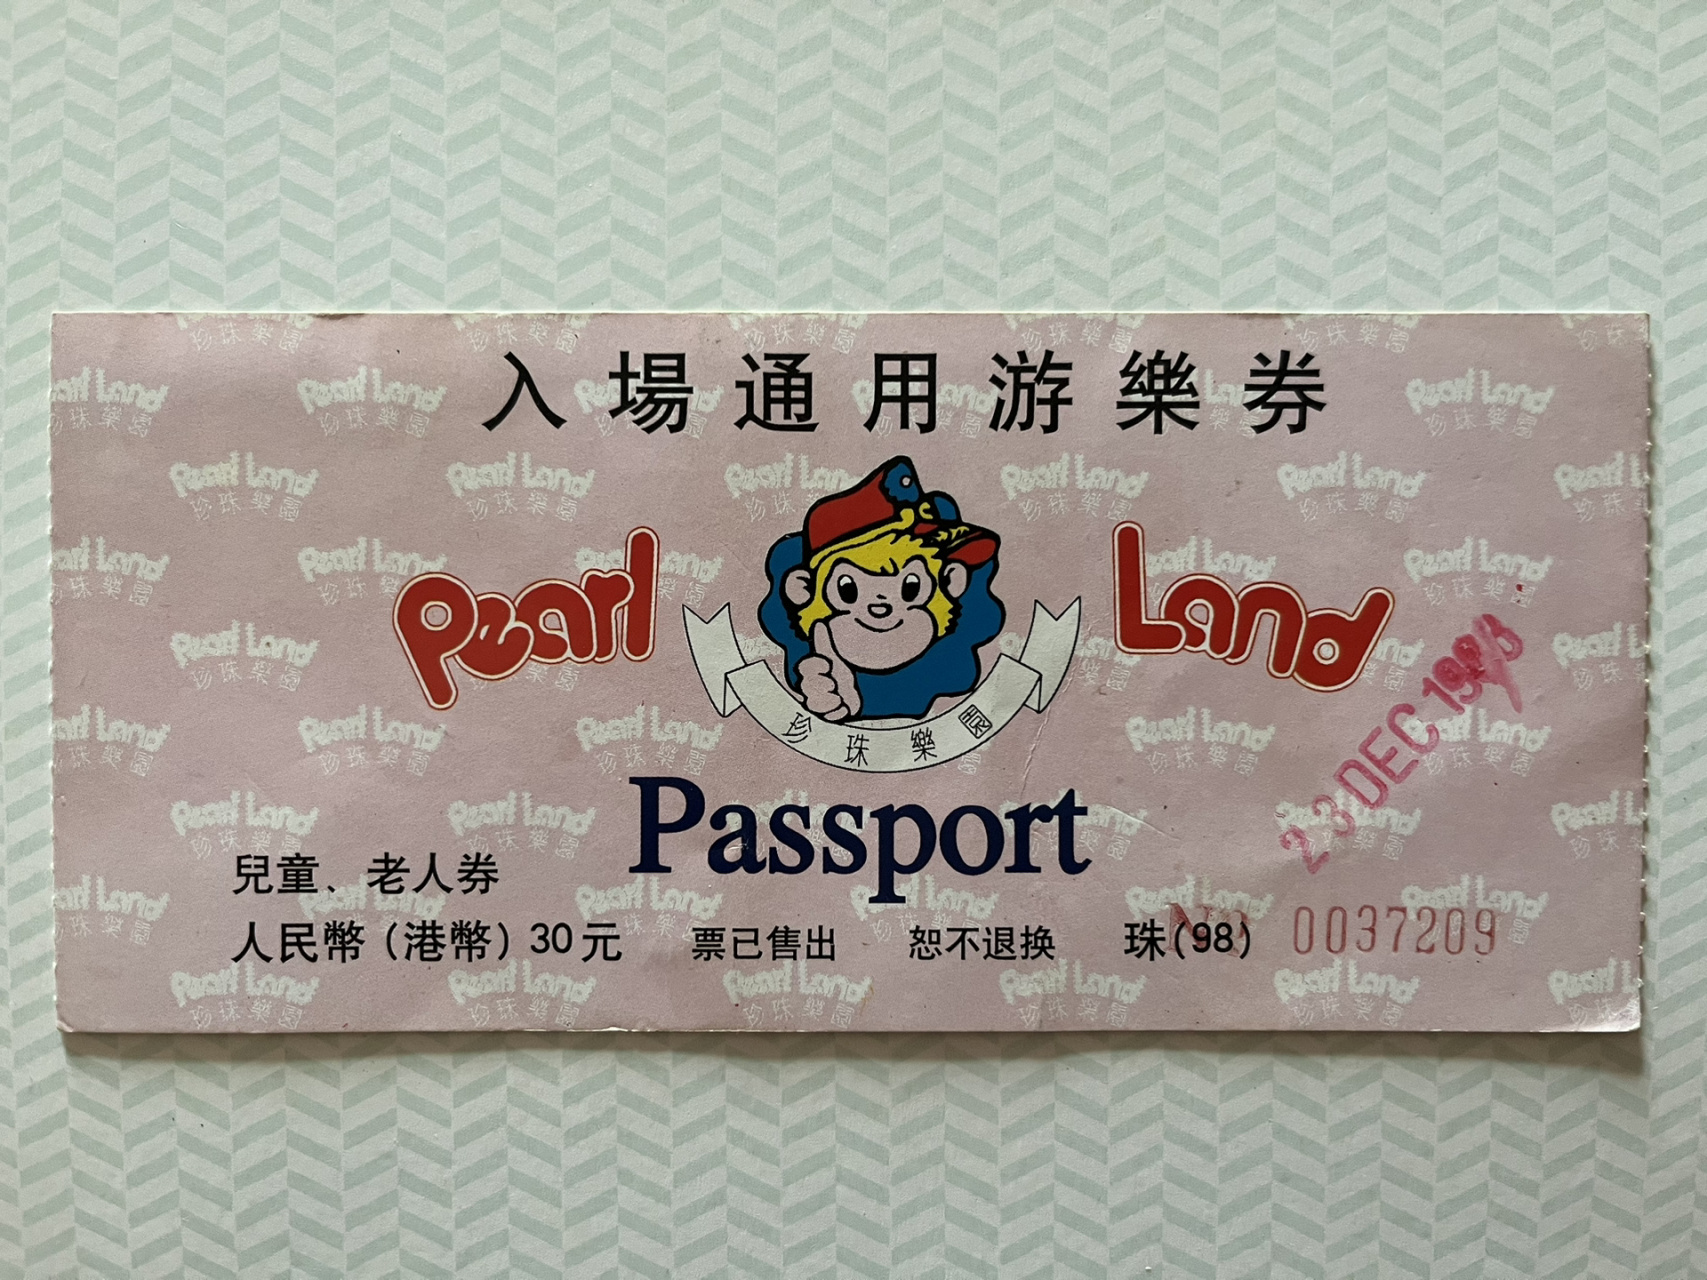 入場通用游樂券
Pearl Land
珍珠樂園
Passport
23 DEC 1998
兒童、老人券
人民幣(港幣)30元 票已售出 恕不退换 珠(98) No 0037209